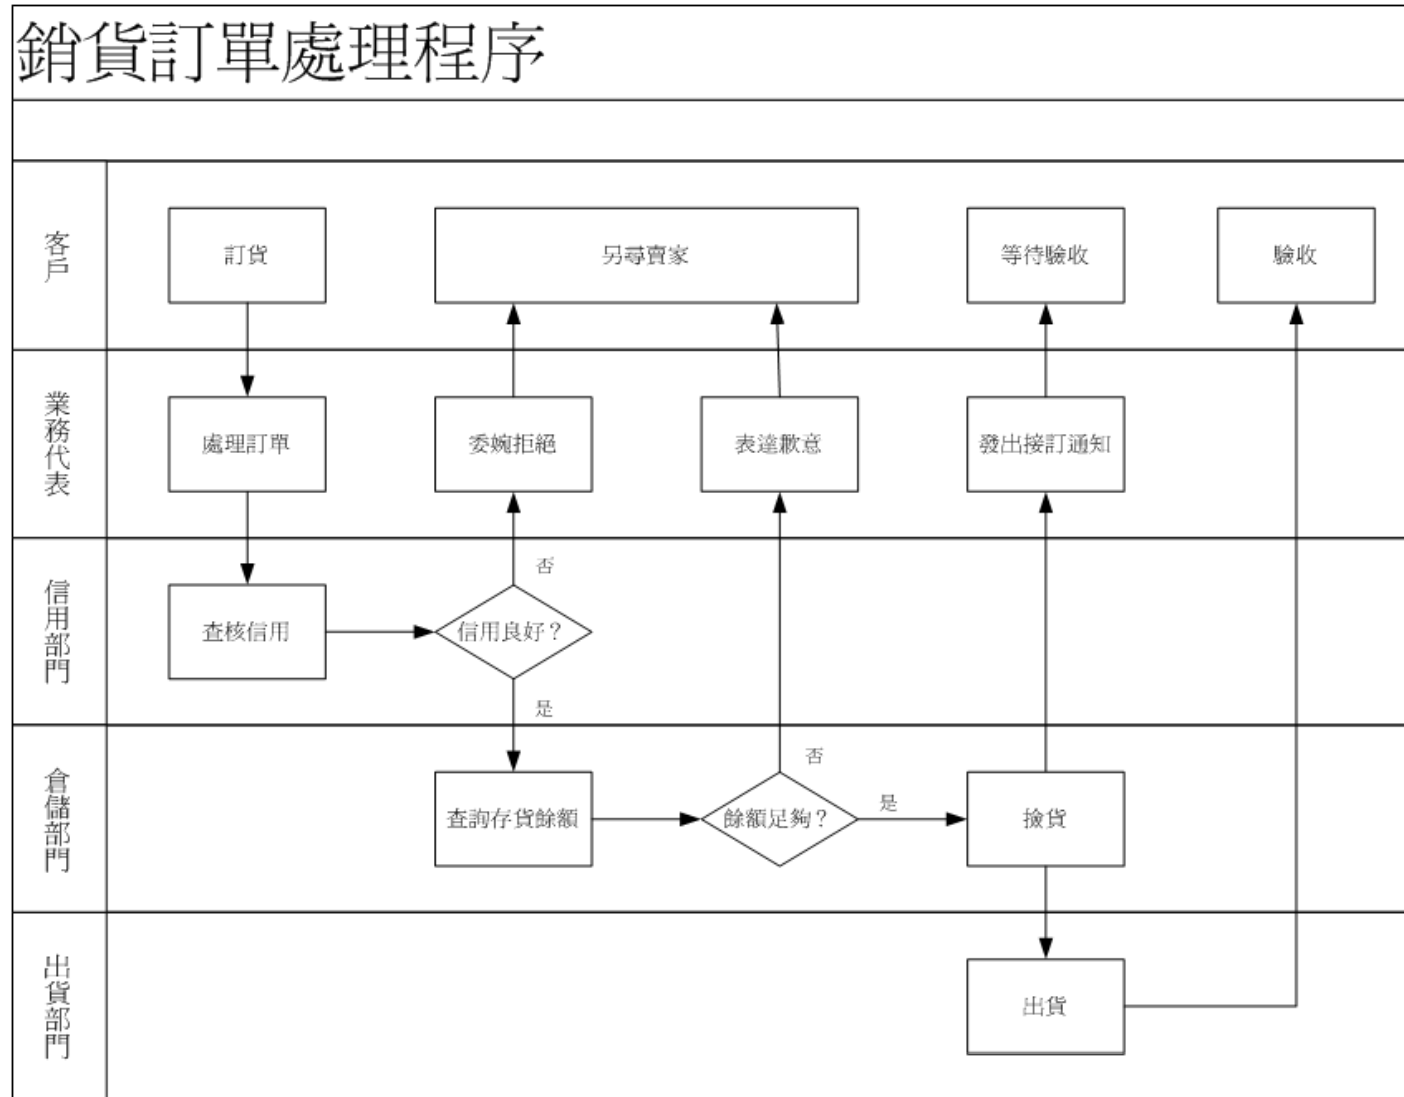 銷貨訂單處理程序
客戶
訂貨
另尋賣家
等待驗收
驗收
業務代表
處理訂單
委婉拒絕
表達歉意
發出接訂通知
信用部門
查核信用
信用良好？
否
是
倉儲部門
查詢存貨餘額
餘額足夠？
否
是
撿貨
出貨部門
出貨